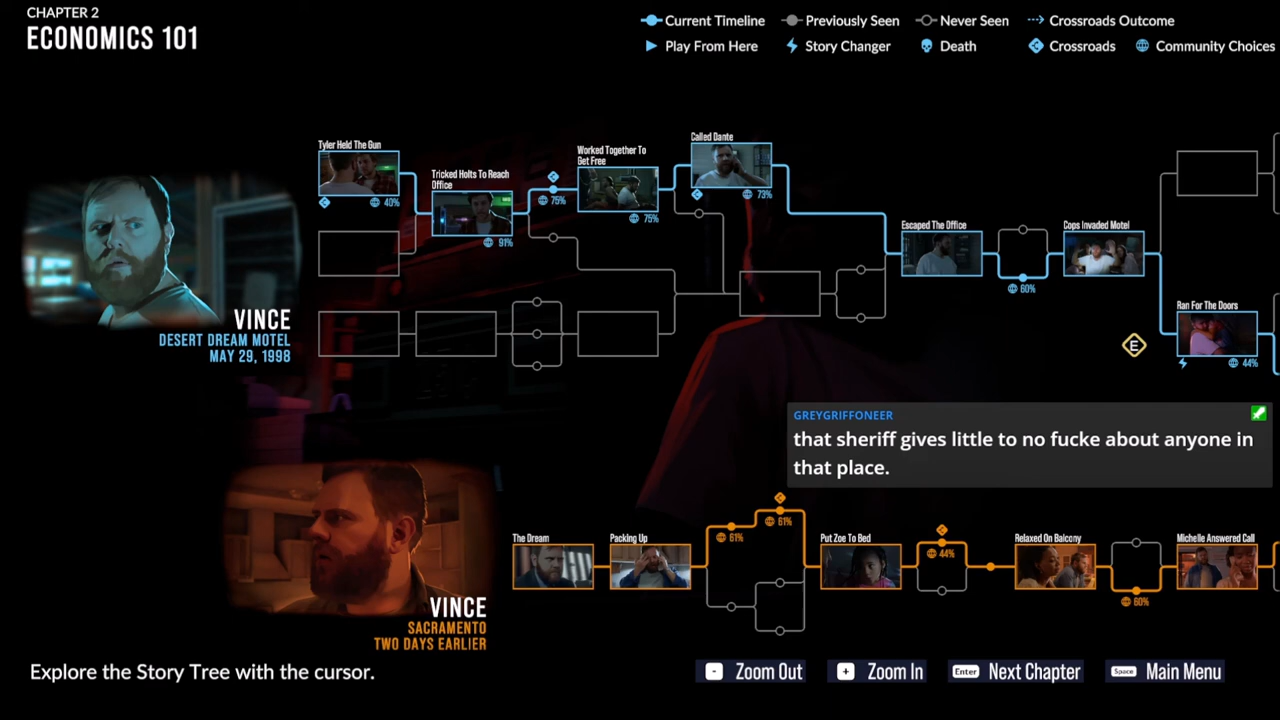 CHAPTER 2
ECONOMICS 101
Current Timeline
Previously Seen
Never Seen
Crossroads Outcome
Play From Here
Story Changer
Death
Crossroads
Community Choices
Tyler Held The Gun
40%
Tricked Holts To Reach
Office
91%
75%
Worked Together To
Get Free
75%
Called Dante
73%
Escaped The Office
60%
Cops Invaded Motel
Ran For The Doors
44%
E
VINCE
DESERT DREAM MOTEL
MAY 29, 1998
GREYGRIFFONEER
that sheriff gives little to no fucke about anyone in
that place.
The Dream
Packing Up
61%
61%
Put Zoe To Bed
44%
Relaxed On Balcony
60%
Michelle Answered Call
VINCE
SACRAMENTO
TWO DAYS EARLIER
Explore the Story Tree with the cursor.
- Zoom Out
+ Zoom In
Enter Next Chapter
Space Main Menu